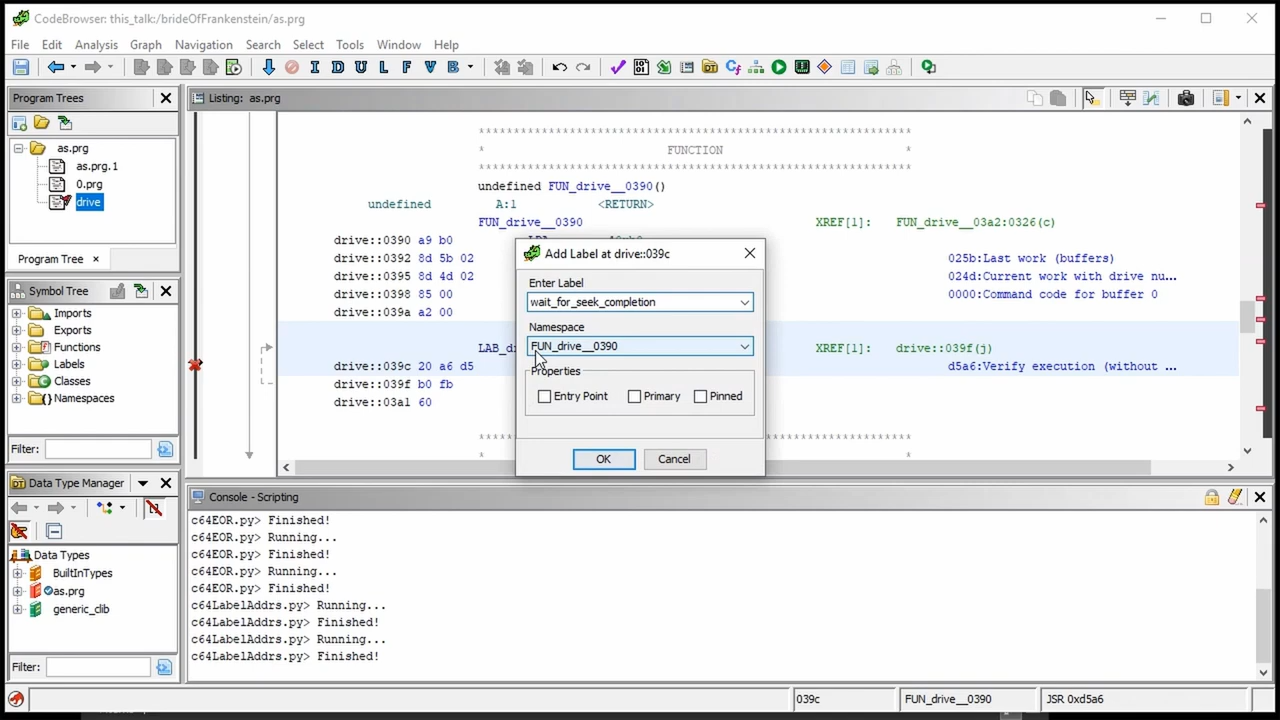 CodeBrowser: this_talk:/brideOfFrankenstein/as.prg
File Edit Analysis Graph Navigation Search Select Tools Window Help
I D U L F V B
Program Trees
as.prg
as.prg.1
0.prg
drive
Program Tree ×
Symbol Tree
Imports
Exports
Functions
Labels
Classes
Namespaces
Filter:
Data Type Manager
Data Types
BuiltInTypes
as.prg
generic_clib
Filter:
Listing: as.prg
FUNCTION
undefined FUN_drive__0390()
undefined A:1 <RETURN>
FUN_drive__0390 XREF[1]: FUN_drive__03a2:0326(c)
drive::0390 a9 b0
drive::0392 8d 5b 02 025b:Last work (buffers)
drive::0395 8d 4d 02 024d:Current work with drive nu...
drive::0398 85 00 0000:Command code for buffer 0
drive::039a a2 00
XREF[1]: drive::039f(j)
drive::039c 20 a6 d5 d5a6:Verify execution (without ...
drive::039f b0 fb
drive::03a1 60
Add Label at drive::039c
Enter Label
wait_for_seek_completion
Namespace
FUN_drive__0390
Properties
Entry Point Primary Pinned
OK Cancel
Console - Scripting
c64EOR.py> Finished!
c64EOR.py> Running...
c64EOR.py> Finished!
c64EOR.py> Running...
c64EOR.py> Finished!
c64LabelAddrs.py> Running...
c64LabelAddrs.py> Finished!
c64LabelAddrs.py> Running...
c64LabelAddrs.py> Finished!
039c FUN_drive__0390 JSR 0xd5a6